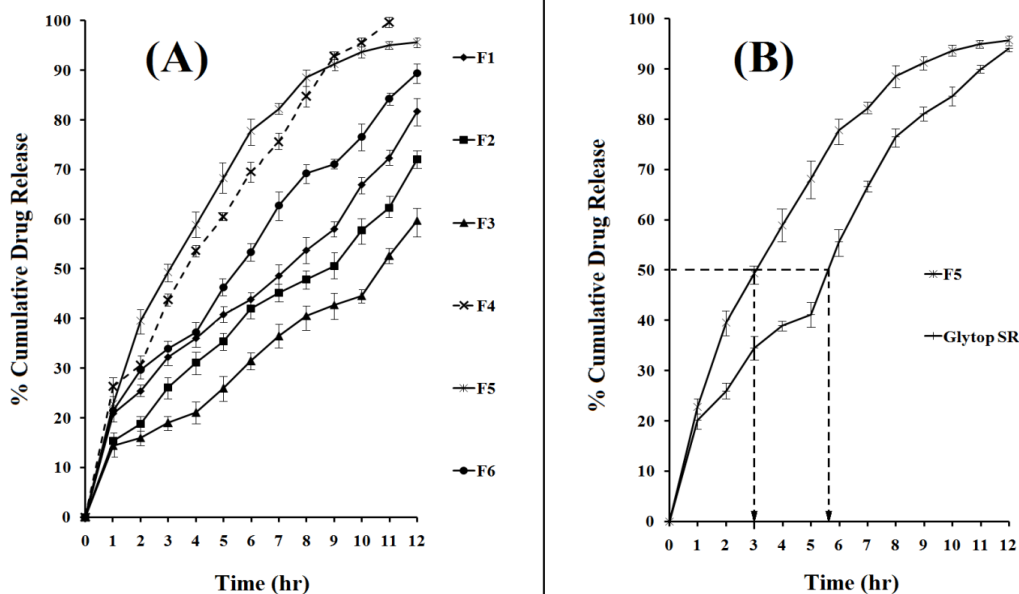 (A)
% Cumulative Drug Release
100
90
80
70
60
50
40
30
20
10
0
0 1 2 3 4 5 6 7 8 9 10 11 12
Time (hr)
F1
F2
F3
F4
F5
F6
(B)
% Cumulative Drug Release
100
90
80
70
60
50
40
30
20
10
0
0 1 2 3 4 5 6 7 8 9 10 11 12
Time (hr)
F5
Glytop SR